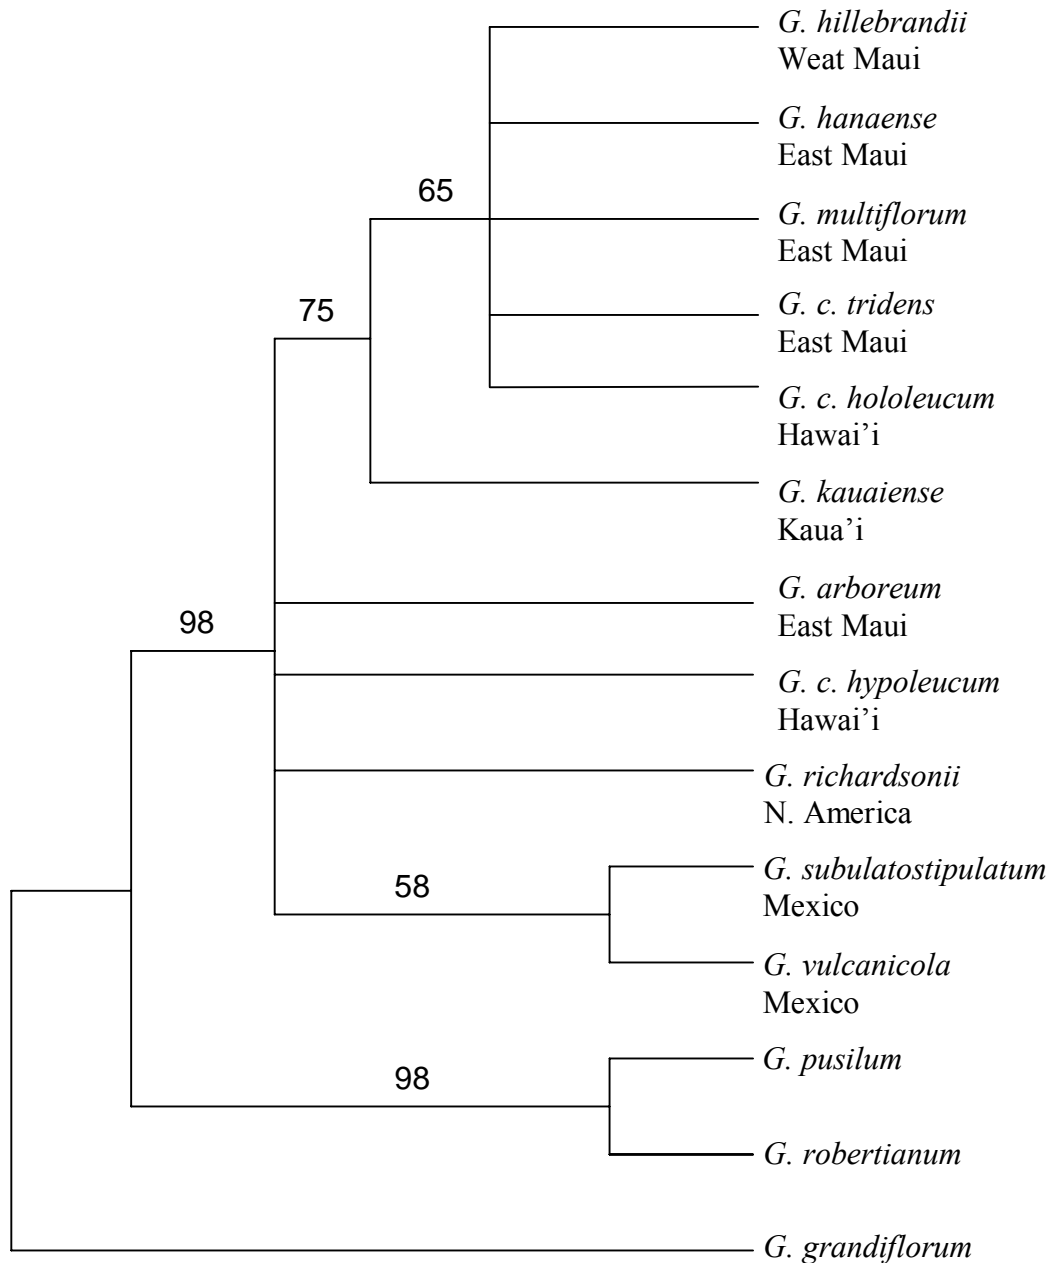 G. hillebrandii
Weat Maui
G. hanaense
East Maui
65
G. multiflorum
East Maui
75
G. c. tridens
East Maui
G. c. hololeucum
Hawai’i
G. kauaiense
Kaua’i
98
G. arboreum
East Maui
G. c. hypoleucum
Hawai’i
G. richardsonii
N. America
58
G. subulatostipulatum
Mexico
G. vulcanicola
Mexico
98
G. pusilum
G. robertianum
G. grandiflorum